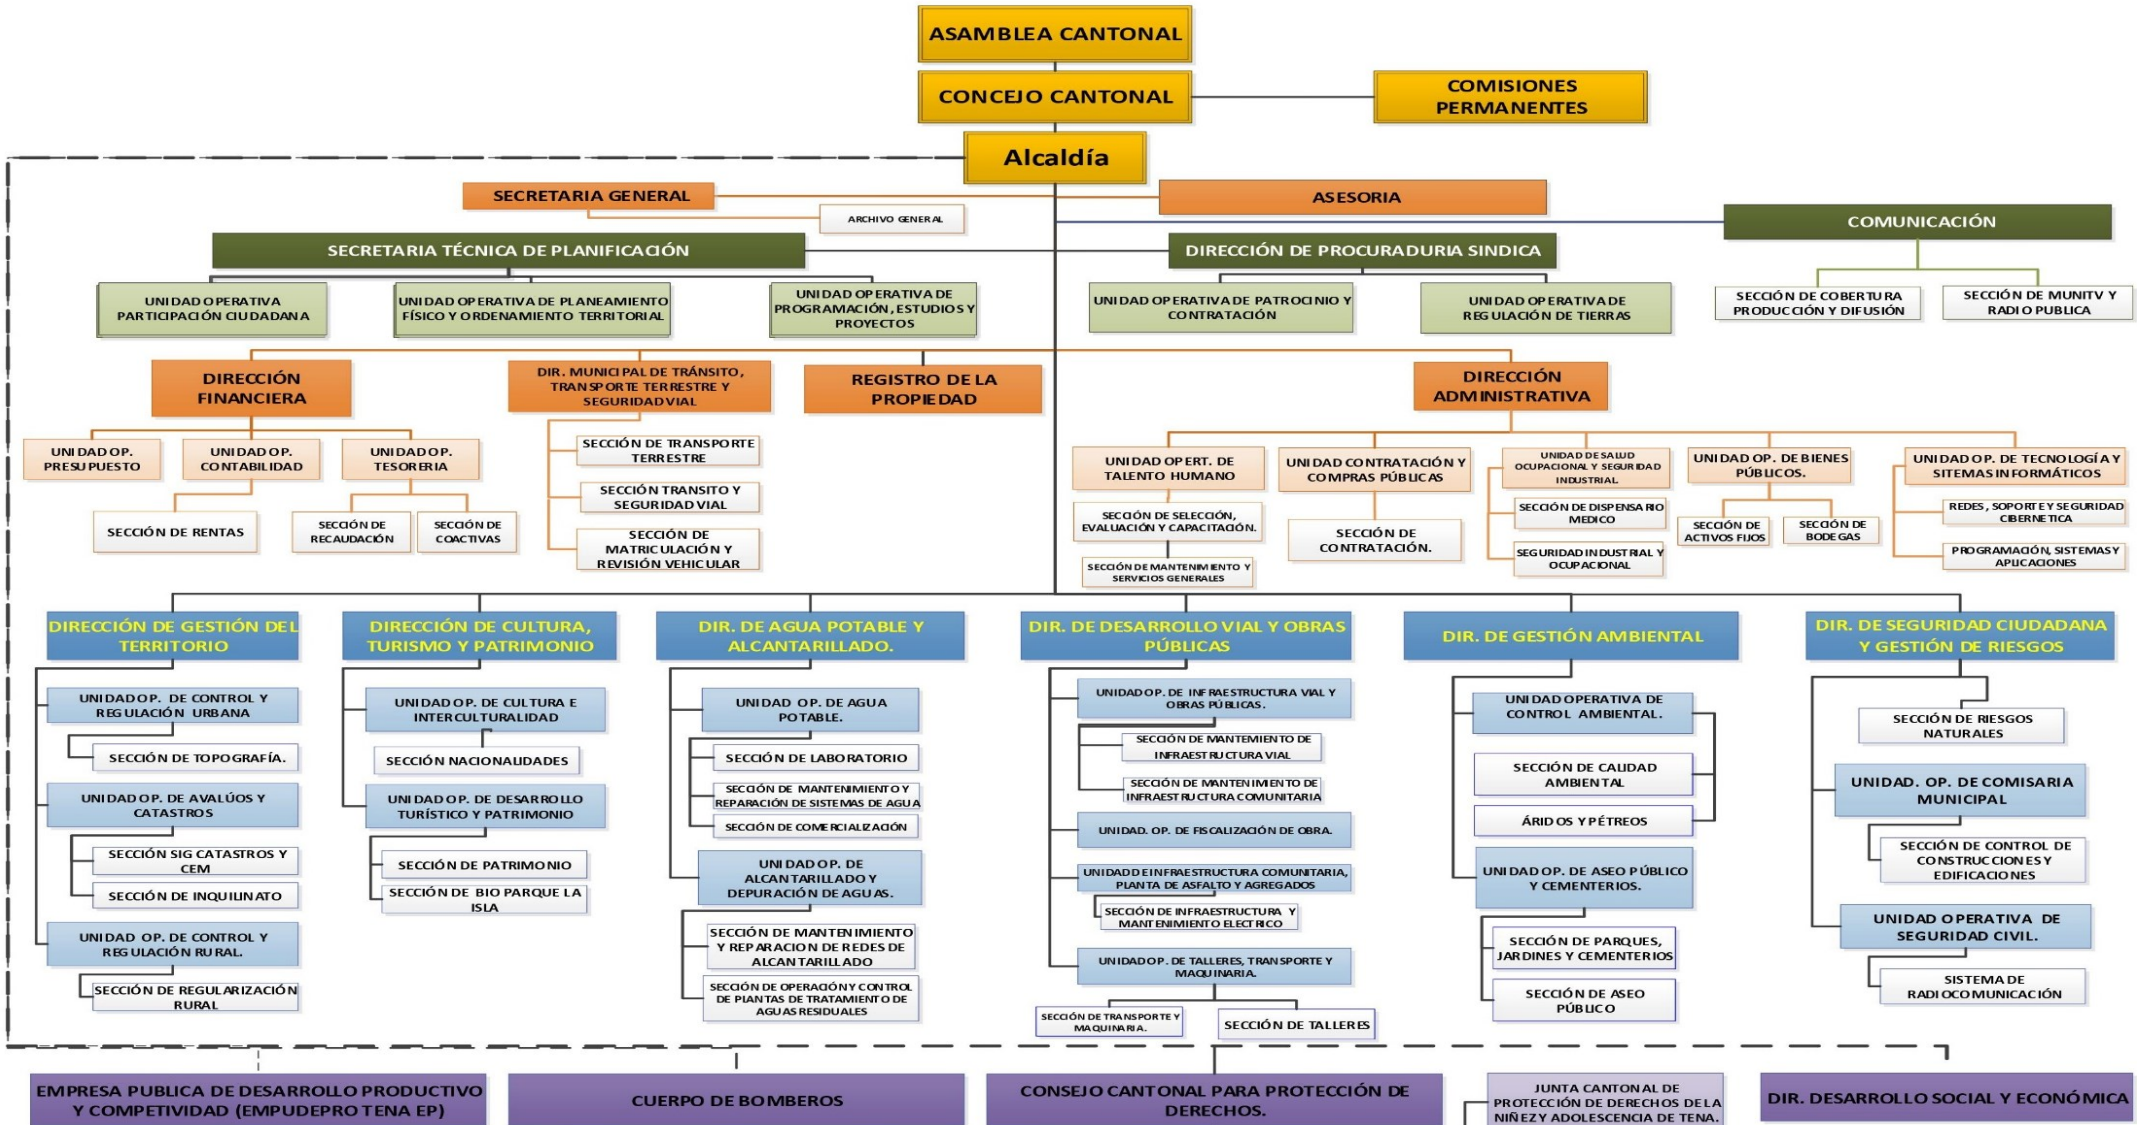 ASAMBLEA CANTONAL
CONCEJO CANTONAL
COMISIONES
PERMANENTES
Alcaldía
SECRETARIA GENERAL
ASESORIA
ARCHIVO GENERAL
COMUNICACIÓN
SECRETARIA TÉCNICA DE PLANIFICACIÓN
DIRECCIÓN DE PROCURADURIA SINDICA
UNIDAD OPERATIVA
PARTICIPACIÓN CIUDADANA
UNIDAD OPERATIVA DE PLANEAMIENTO
FÍSICO Y ORDENAMIENTO TERRITORIAL
UNIDAD OPERATIVA DE
PROGRAMACIÓN, ESTUDIOS Y
PROYECTOS
UNIDAD OPERATIVA DE PATROCINIO Y
CONTRATACIÓN
UNIDAD OPERATIVA DE
REGULACIÓN DE TIERRAS
SECCIÓN DE COBERTURA
PRODUCCIÓN Y DIFUSIÓN
SECCIÓN DE MUNITV Y
RADIO PUBLICA
DIRECCIÓN
FINANCIERA
DIR. MUNICIPAL DE TRÁNSITO,
TRANSPORTE TERRESTRE Y
SEGURIDAD VIAL
REGISTRO DE LA
PROPIEDAD
DIRECCIÓN
ADMINISTRATIVA
UNIDAD OP.
PRESUPUESTO
UNIDAD OP.
CONTABILIDAD
UNIDAD OP.
TESORERIA
SECCIÓN DE RENTAS
SECCIÓN DE
RECAUDACIÓN
SECCIÓN DE
COACTIVAS
SECCIÓN DE TRANSPORTE
TERRESTRE
SECCIÓN TRANSITO Y
SEGURIDAD VIAL
SECCIÓN DE
MATRICULACIÓN Y
REVISIÓN VEHICULAR
UNIDAD OPERT. DE
TALENTO HUMANO
SECCIÓN DE SELECCIÓN,
EVALUACIÓN Y CAPACITACIÓN.
SECCIÓN DE MANTENIMIENTO Y
SERVICIOS GENERALES
UNIDAD CONTRATACIÓN Y
COMPRAS PÚBLICAS
SECCIÓN DE
CONTRATACIÓN.
UNIDAD DE SALUD
OCUPACIONAL Y SEGURIDAD
INDUSTRIAL.
SECCIÓN DE DISPENSARIO
MEDICO
SEGURIDAD INDUSTRIAL Y
OCUPACIONAL
UNIDAD OP. DE BIENES
PÚBLICOS.
SECCIÓN DE
ACTIVOS FIJOS
SECCIÓN DE
BODEGAS
UNIDAD OP. DE TECNOLOGÍA Y
SITEMAS INFORMÁTICOS
REDES, SOPORTE Y SEGURIDAD
CIBERNETICA
PROGRAMACIÓN, SISTEMAS Y
APLICACIONES
DIRECCIÓN DE GESTIÓN DEL
TERRITORIO
UNIDAD OP. DE CONTROL Y
REGULACIÓN URBANA
SECCIÓN DE TOPOGRAFÍA.
UNIDAD OP. DE AVALÚOS Y
CATASTROS
SECCIÓN SIG CATASTROS Y
CEM
SECCIÓN DE INQUILINATO
UNIDAD OP. DE CONTROL Y
REGULACIÓN RURAL.
SECCIÓN DE REGULARIZACIÓN
RURAL
DIRECCIÓN DE CULTURA,
TURISMO Y PATRIMONIO
UNIDAD OP. DE CULTURA E
INTERCULTURALIDAD
SECCIÓN NACIONALIDADES
UNIDAD OP. DE DESARROLLO
TURÍSTICO Y PATRIMONIO
SECCIÓN DE PATRIMONIO
SECCIÓN DE BIO PARQUE LA
ISLA
DIR. DE AGUA POTABLE Y
ALCANTARILLADO.
UNIDAD OP. DE AGUA
POTABLE.
SECCIÓN DE LABORATORIO
SECCIÓN DE MANTENIMIENTO Y
REPARACIÓN DE SISTEMAS DE AGUA
SECCIÓN DE COMERCIALIZACIÓN
UNIDAD OP. DE
ALCANTARILLADO Y
DEPURACIÓN DE AGUAS.
SECCIÓN DE MANTENIMIENTO
Y REPARACION DE REDES DE
ALCANTARILLADO
SECCIÓN DE OPERACIÓN Y CONTROL
DE PLANTAS DE TRATAMIENTO DE
AGUAS RESIDUALES
DIR. DE DESARROLLO VIAL Y OBRAS
PÚBLICAS
UNIDAD OP. DE INFRAESTRUCTURA VIAL Y
OBRAS PÚBLICAS.
SECCIÓN DE MANTEMIENTO DE
INFRAESTRUCTURA VIAL
SECCIÓN DE MANTENIMIENTO DE
INFRAESTRUCTURA COMUNITARIA
UNIDAD. OP. DE FISCALIZACIÓN DE OBRA.
UNIDAD DE INFRAESTRUCTURA COMUNITARIA,
PLANTA DE ASFALTO Y AGREGADOS
SECCIÓN DE INFRAESTRUCTURA Y
MANTENIMIENTO ELECTRICO
UNIDAD OP. DE TALLERES, TRANSPORTE Y
MAQUINARIA.
SECCIÓN DE TRANSPORTE Y
MAQUINARIA.
SECCIÓN DE TALLERES
DIR. DE GESTIÓN AMBIENTAL
UNIDAD OPERATIVA DE
CONTROL AMBIENTAL.
SECCIÓN DE CALIDAD
AMBIENTAL
ÁRIDOS Y PÉTREOS
UNIDAD OP. DE ASEO PÚBLICO
Y CEMENTERIOS.
SECCIÓN DE PARQUES,
JARDINES Y CEMENTERIOS
SECCIÓN DE ASEO
PÚBLICO
DIR. DE SEGURIDAD CIUDADANA
Y GESTIÓN DE RIESGOS
SECCIÓN DE RIESGOS
NATURALES
UNIDAD. OP. DE COMISARIA
MUNICIPAL
SECCIÓN DE CONTROL DE
CONSTRUCCIONES Y
EDIFICACIONES
UNIDAD OPERATIVA DE
SEGURIDAD CIVIL.
SISTEMA DE
RADIOCOMUNICACIÓN
EMPRESA PUBLICA DE DESARROLLO PRODUCTIVO
Y COMPETIVIDAD (EMPUDEPRO TENA EP)
CUERPO DE BOMBEROS
CONSEJO CANTONAL PARA PROTECCIÓN DE
DERECHOS.
JUNTA CANTONAL DE
PROTECCIÓN DE DERECHOS DE LA
NIÑEZ Y ADOLESCENCIA DE TENA.
DIR. DESARROLLO SOCIAL Y ECONÓMICA